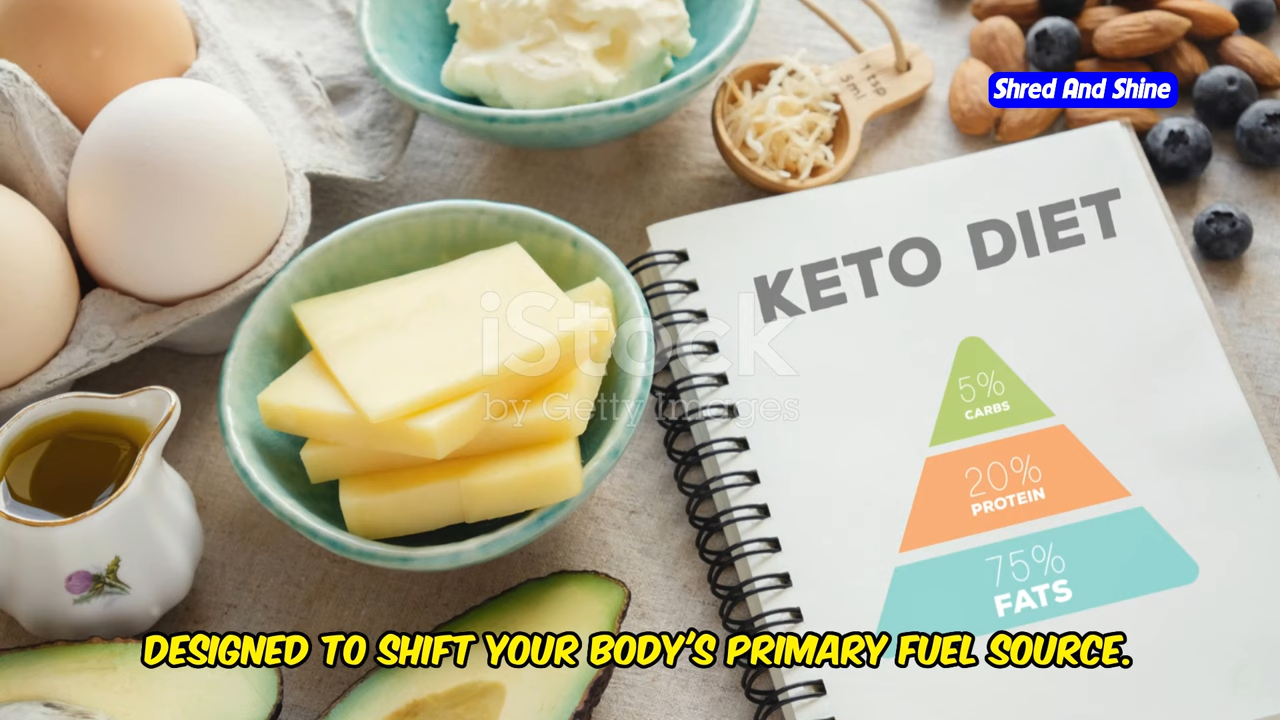 Shred And Shine
1 tsp
5ml
KETO DIET
iStock
by Getty Images
5%
CARBS
20%
PROTEIN
75%
FATS
DESIGNED TO SHIFT YOUR BODY'S PRIMARY FUEL SOURCE.